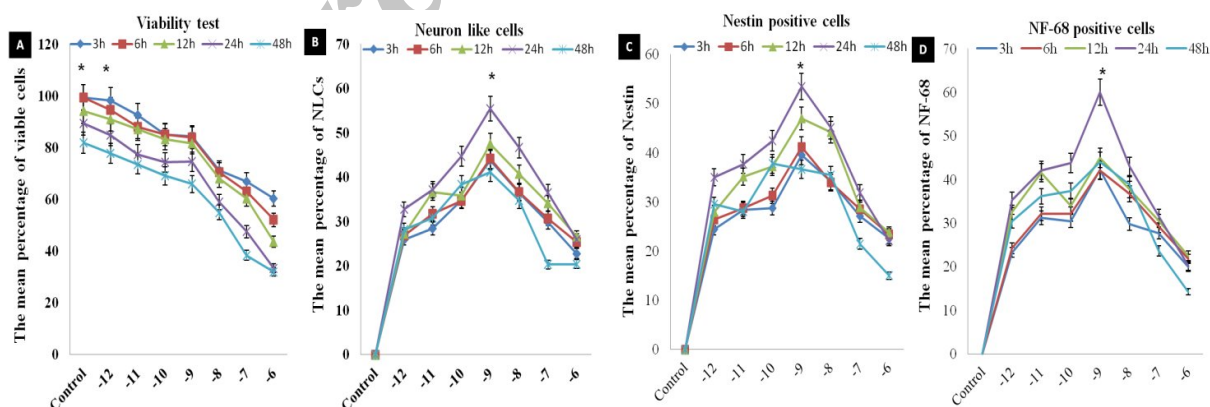 Viability test
A
3h 6h 12h 24h 48h
120
100
80
60
40
20
0
* *
The mean percentage of viable cells
Control -12 -11 -10 -9 -8 -7 -6
Neuron like cells
B
3h 6h 12h 24h 48h
70
60
50
40
30
20
10
0
*
The mean percentage of NLCs
Control -12 -11 -10 -9 -8 -7 -6
Nestin positive cells
C
3h 6h 12h 24h 48h
60
50
40
30
20
10
0
*
The mean percentage of Nestin
Control -12 -11 -10 -9 -8 -7 -6
NF-68 positive cells
D
3h 6h 12h 24h 48h
70
60
50
40
30
20
10
0
*
The mean percentage of NF-68
Control -12 -11 -10 -9 -8 -7 -6